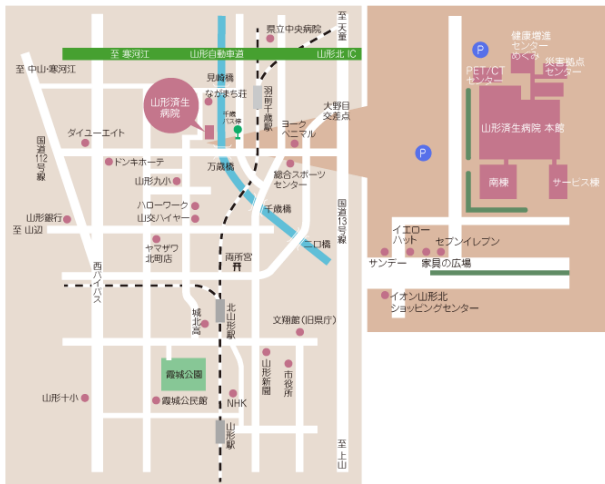 至 天童
県立中央病院
至 寒河江
山形自動車道
山形北 IC
至 中山・寒河江
見崎橋
ながまち荘
山形済生
病院
千歳
バス停
羽前千歳駅
ヨーク
ベニマル
大野目
交差点
ダイユーエイト
国道112号線
ドンキホーテ
万歳橋
総合スポーツ
センター
山形九小
ハローワーク
山交ハイヤー
千歳橋
国道13号線
山形銀行
至 山辺
ヤマザワ
北町店
両所宮
二口橋
西バイパス
城北高
北山形駅
文翔館(旧県庁)
霞城公園
山形新聞
市役所
山形十小
霞城公民館
NHK
山形駅
至 上山
健康増進
センター
めぐみ
P
PET/CT
センター
災害拠点
センター
山形済生病院 本館
P
南棟
サービス棟
イエロー
ハット
セブンイレブン
サンデー
家具の広場
イオン山形北
ショッピングセンター